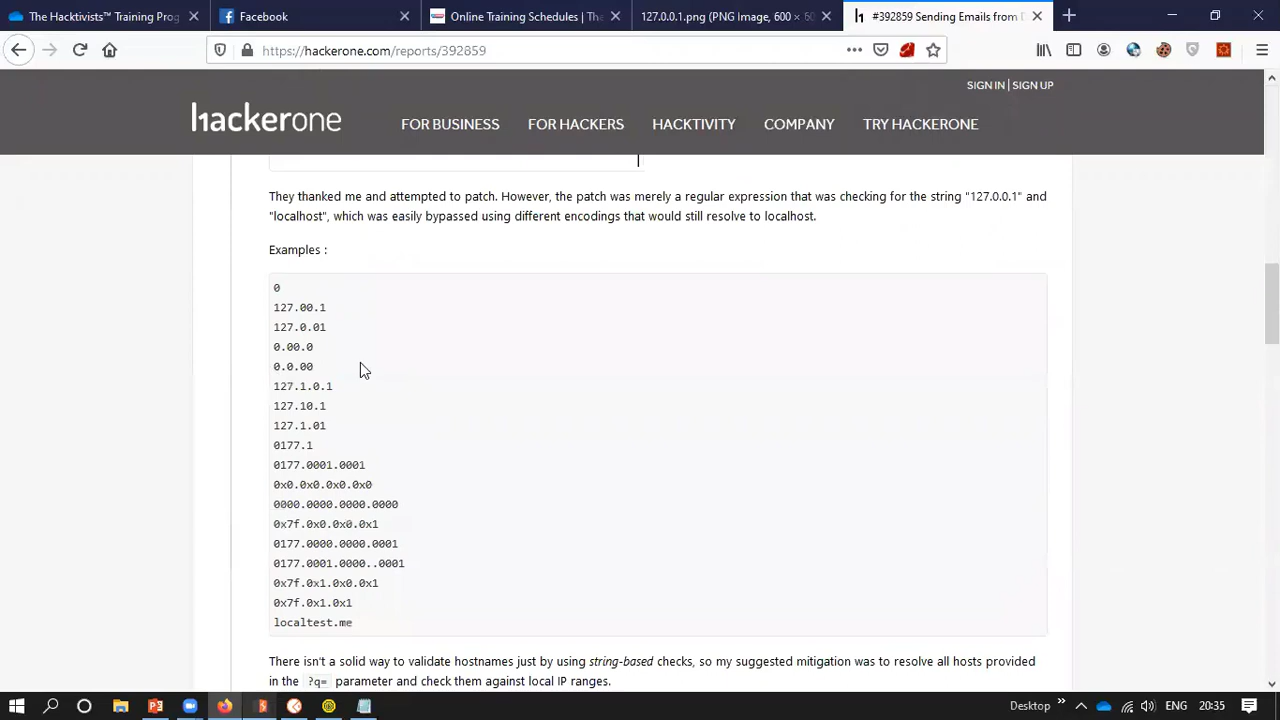 The Hacktivists™ Training Prog
Facebook
Online Training Schedules | Tha
127.0.0.1.png (PNG Image, 600 × 60
#392859 Sending Emails from D
https://hackerone.com/reports/392859
SIGN IN | SIGN UP
hackerone
FOR BUSINESS
FOR HACKERS
HACKTIVITY
COMPANY
TRY HACKERONE
They thanked me and attempted to patch. However, the patch was merely a regular expression that was checking for the string "127.0.0.1" and
"localhost", which was easily bypassed using different encodings that would still resolve to localhost.
Examples :
0
127.00.1
127.0.01
0.00.0
0.0.00
127.1.0.1
127.10.1
127.1.01
0177.1
0177.0001.0001
0x0.0x0.0x0.0x0
0000.0000.0000.0000
0x7f.0x0.0x0.0x1
0177.0000.0000.0001
0177.0001.0000..0001
0x7f.0x1.0x0.0x1
0x7f.0x1.0x1
localtest.me
There isn't a solid way to validate hostnames just by using string-based checks, so my suggested mitigation was to resolve all hosts provided
in the ?q= parameter and check them against local IP ranges.
Desktop
ENG
20:35